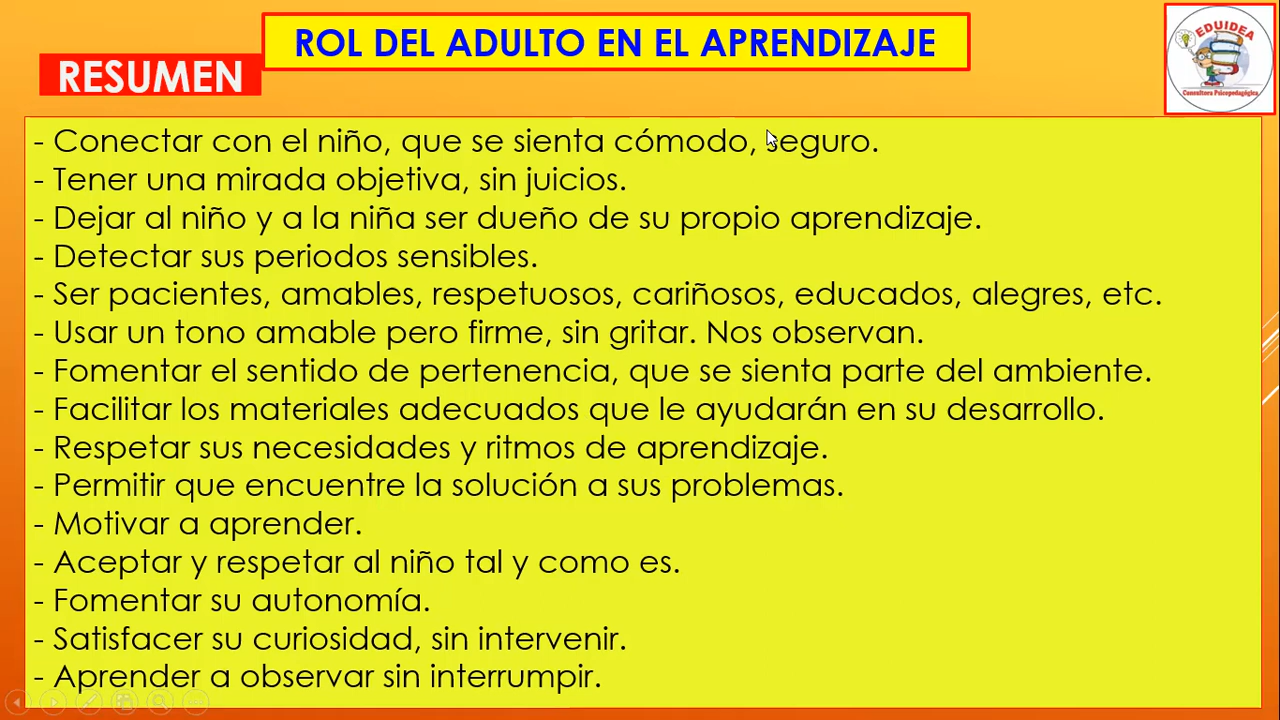 ROL DEL ADULTO EN EL APRENDIZAJE
RESUMEN
EDUIDEA
Consultora Psicopedagógica
- Conectar con el niño, que se sienta cómodo, seguro.
- Tener una mirada objetiva, sin juicios.
- Dejar al niño y a la niña ser dueño de su propio aprendizaje.
- Detectar sus periodos sensibles.
- Ser pacientes, amables, respetuosos, cariñosos, educados, alegres, etc.
- Usar un tono amable pero firme, sin gritar. Nos observan.
- Fomentar el sentido de pertenencia, que se sienta parte del ambiente.
- Facilitar los materiales adecuados que le ayudarán en su desarrollo.
- Respetar sus necesidades y ritmos de aprendizaje.
- Permitir que encuentre la solución a sus problemas.
- Motivar a aprender.
- Aceptar y respetar al niño tal y como es.
- Fomentar su autonomía.
- Satisfacer su curiosidad, sin intervenir.
- Aprender a observar sin interrumpir.